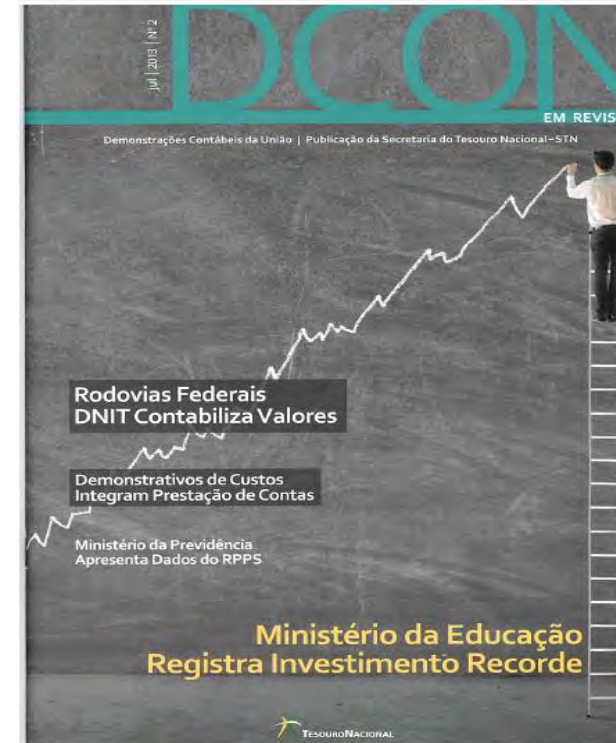 jul | 2013 | Nº 2
DCON
EM REVIS
Demonstrações Contábeis da União | Publicação da Secretaria do Tesouro Nacional–STN
Rodovias Federais
DNIT Contabiliza Valores
Demonstrativos de Custos
Integram Prestação de Contas
Ministério da Previdência
Apresenta Dados do RPPS
Ministério da Educação
Registra Investimento Recorde
TESOURONACIONAL